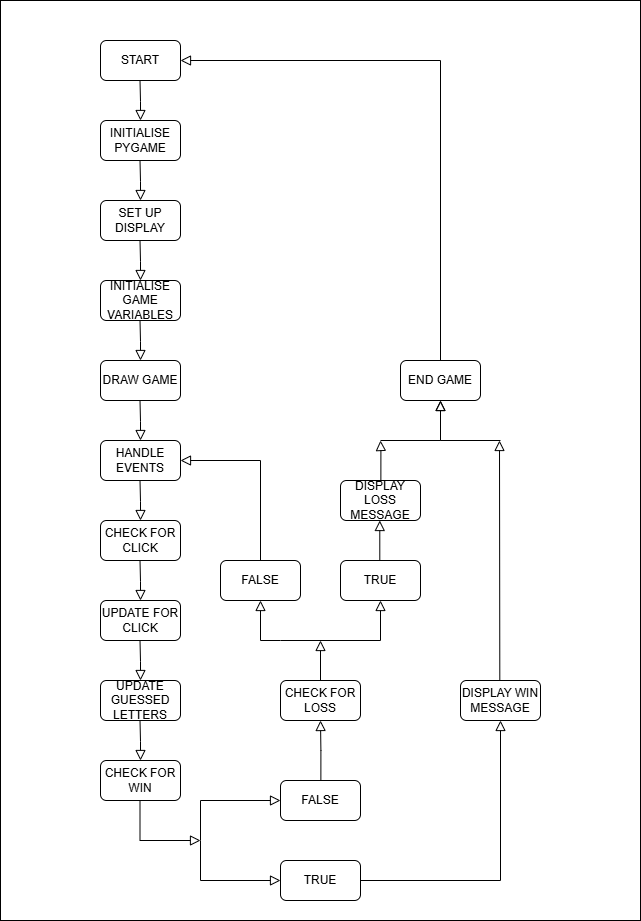 START
INITIALISE
PYGAME
SET UP
DISPLAY
INITIALISE
GAME
VARIABLES
DRAW GAME
END GAME
HANDLE
EVENTS
DISPLAY
LOSS
MESSAGE
CHECK FOR
CLICK
FALSE
TRUE
UPDATE FOR
CLICK
UPDATE
GUESSED
LETTERS
CHECK FOR
LOSS
DISPLAY WIN
MESSAGE
CHECK FOR
WIN
FALSE
TRUE